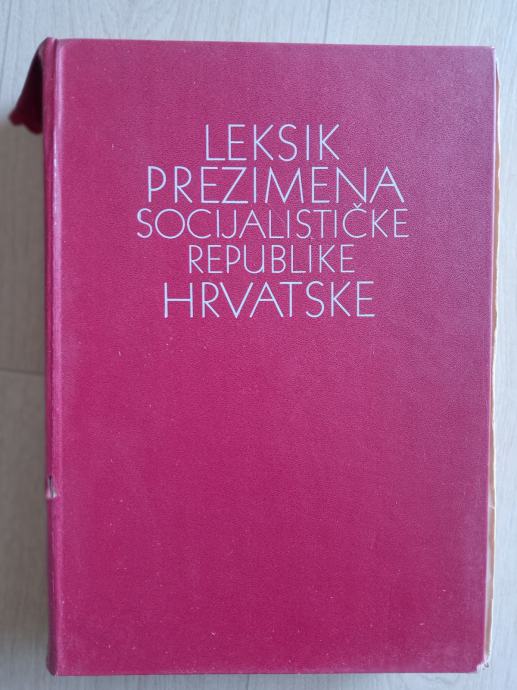 LEKSIK
PREZIMENA
SOCIJALISTIČKE
REPUBLIKE
HRVATSKE